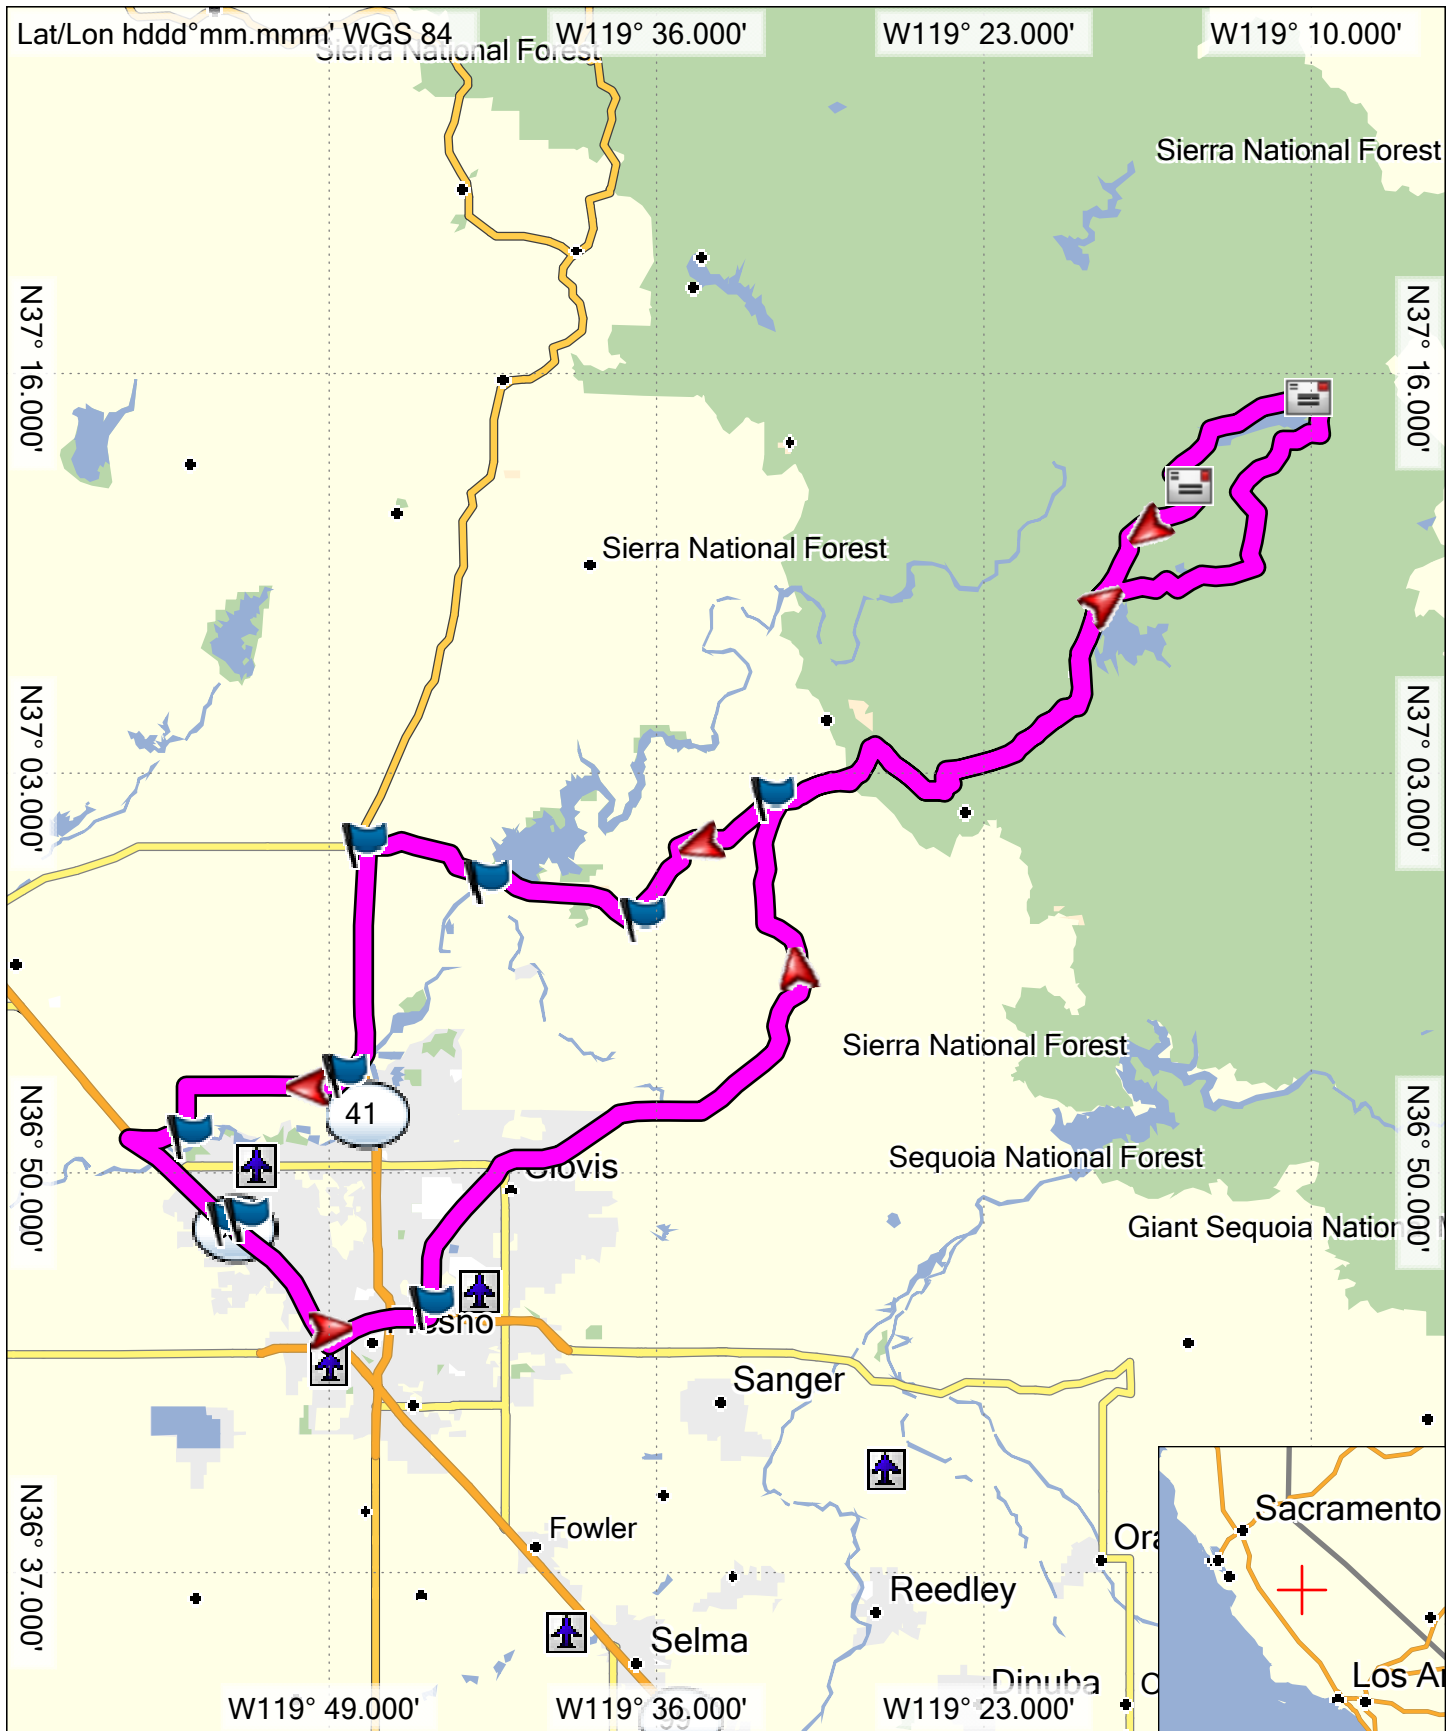 Lat/Lon hddd°mm.mmm' WGS 84
W119° 36.000'
W119° 23.000'
W119° 10.000'
Sierra National Forest
Sierra National Forest
N37° 16.000'
N37° 16.000'
Sierra National Forest
N37° 03.000'
N37° 03.000'
Sierra National Forest
41
N36° 50.000'
N36° 50.000'
Sequoia National Forest
Clovis
Giant Sequoia Nation
Fresno
Sanger
N36° 37.000'
Sacramento
Fowler
Ora
Reedley
Selma
Dinuba
Los A
W119° 49.000'
W119° 36.000'
W119° 23.000'